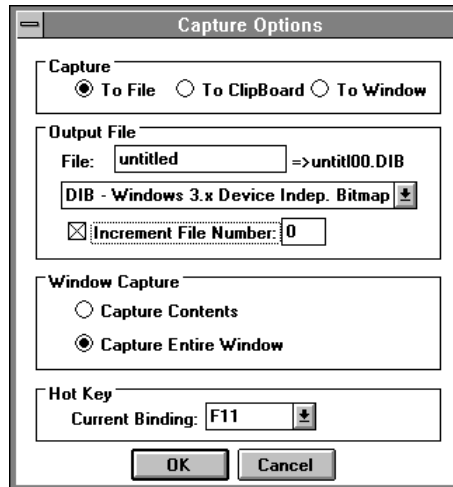 Capture Options
Capture
To File To ClipBoard To Window
Output File
File: untitled =>untitl00.DIB
DIB - Windows 3.x Device Indep. Bitmap
Increment File Number: 0
Window Capture
Capture Contents
Capture Entire Window
Hot Key
Current Binding: F11
OK Cancel